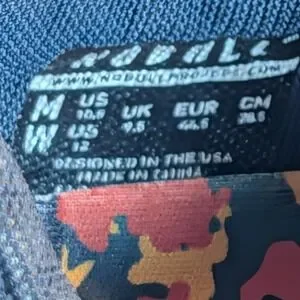 NOBULL
WWW.NOBULLPROJECT.COM
M US UK EUR CM
10.5 9.5 44.5 28.5
W US
12
DESIGNED IN THE USA
MADE IN CHINA